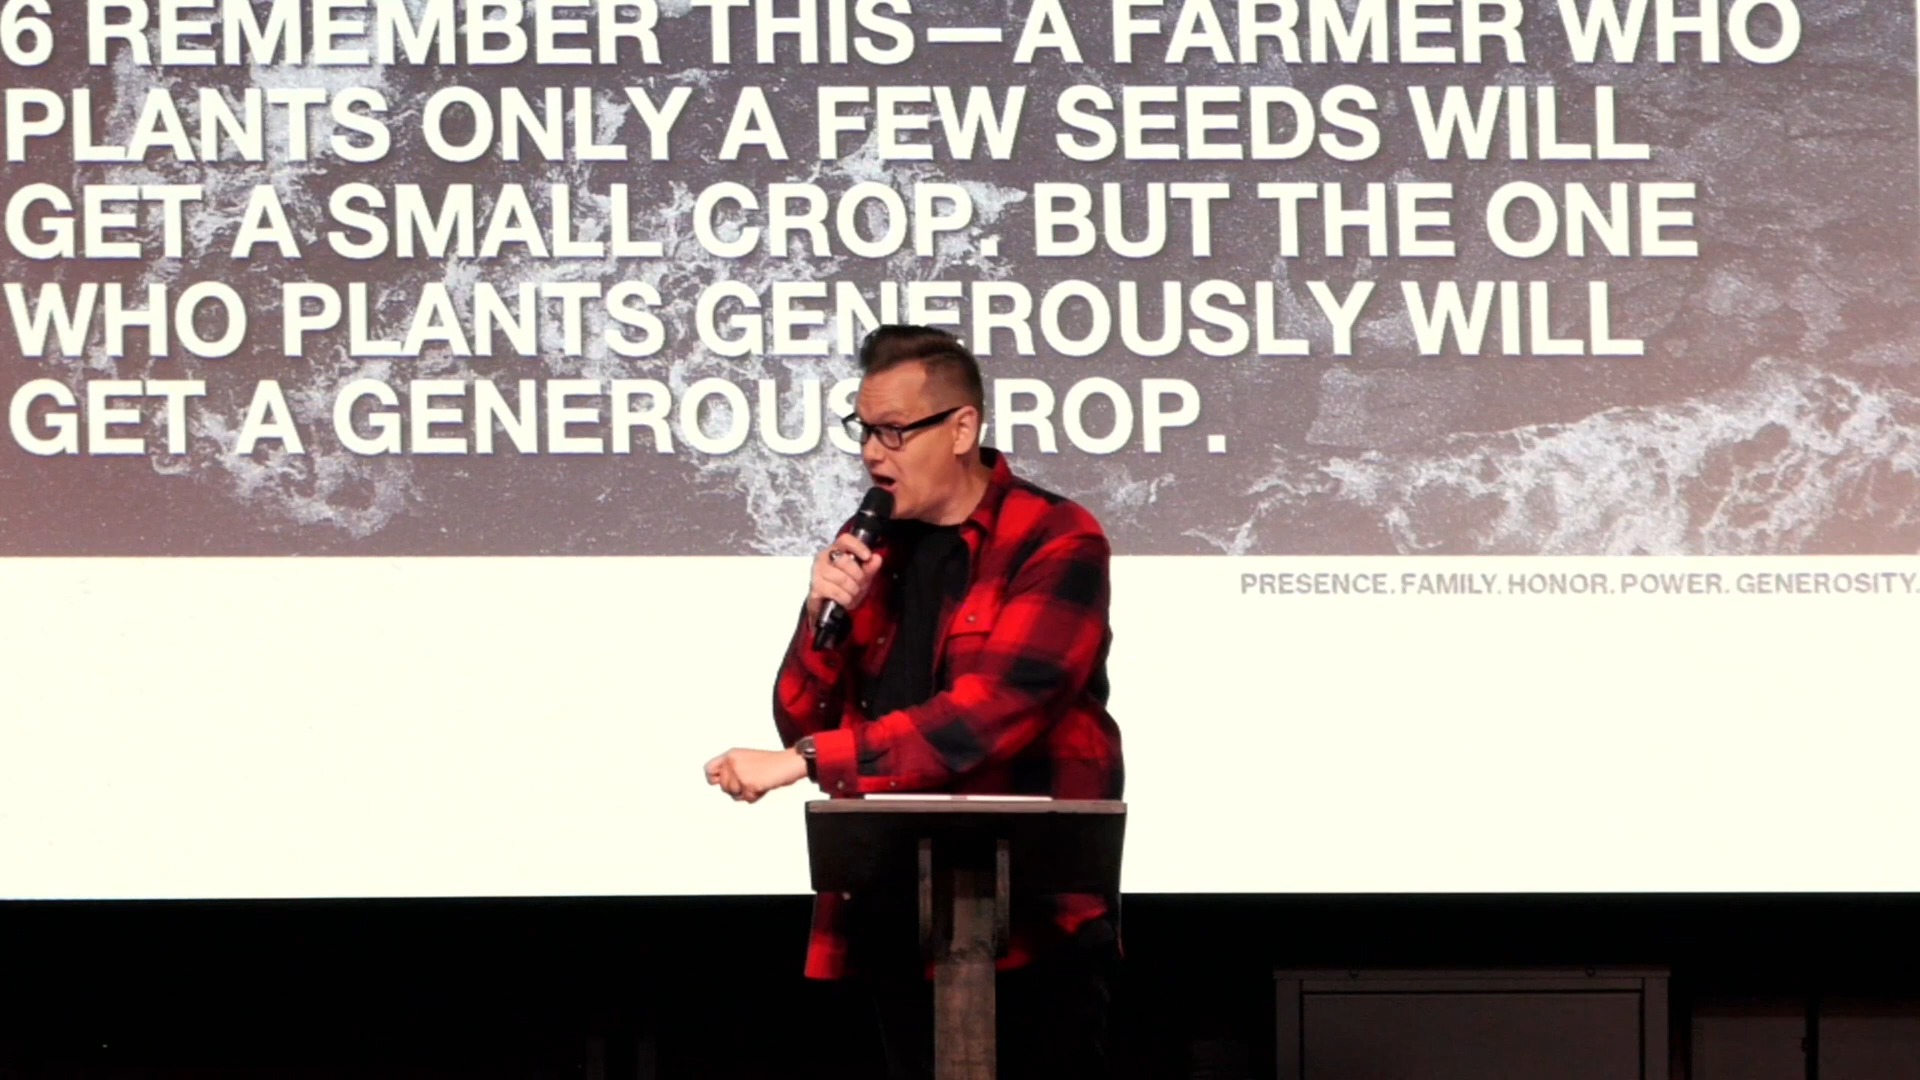 6 REMEMBER THIS—A FARMER WHO
PLANTS ONLY A FEW SEEDS WILL
GET A SMALL CROP. BUT THE ONE
WHO PLANTS GENEROUSLY WILL
GET A GENEROUS CROP.
PRESENCE. FAMILY. HONOR. POWER. GENEROSITY.